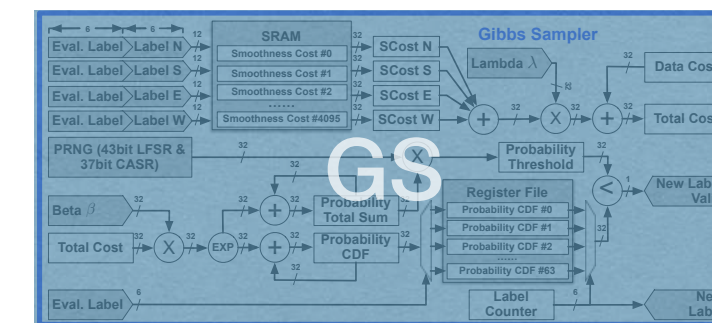 Gibbs Sampler
6 6
Eval. Label Label N 12
Eval. Label Label S 12
Eval. Label Label E 12
Eval. Label Label W 12
SRAM
Smoothness Cost #0
Smoothness Cost #1
Smoothness Cost #2
......
Smoothness Cost #4095
32 SCost N
32 SCost S
32 SCost E
32 SCost W
Lambda λ
32
+ 32 X 32 + 32
32 Data Cos
Total Cos
PRNG (43bit LFSR &
37bit CASR)
32
X
Probability
Threshold
32
GS
< 1
New Lab
Val
Beta β 32
Total Cost 32 X 32 EXP
32 + 32 Probability
Total Sum
32
32 + 32 Probability
CDF
32
32
Register File
Probability CDF #0
Probability CDF #1
Probability CDF #2
......
Probability CDF #63
32
Eval. Label 6
Label
Counter
6
Ne
Lab